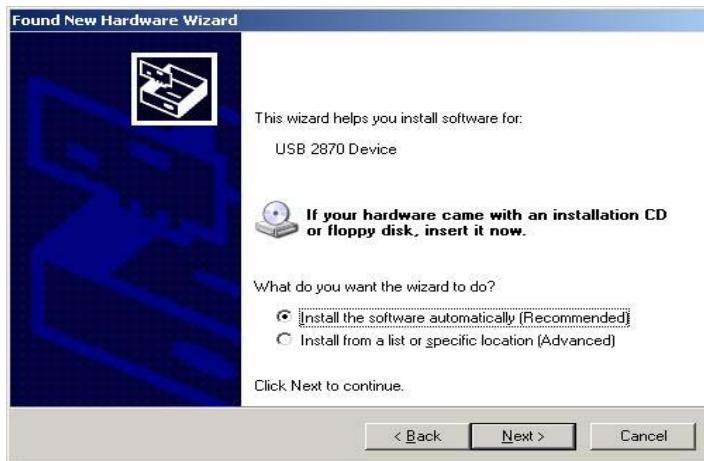 Found New Hardware Wizard
This wizard helps you install software for:
USB 2870 Device
If your hardware came with an installation CD
or floppy disk, insert it now.
What do you want the wizard to do?
Install the software automatically (Recommended)
Install from a list or specific location (Advanced)
Click Next to continue.
< Back Next > Cancel